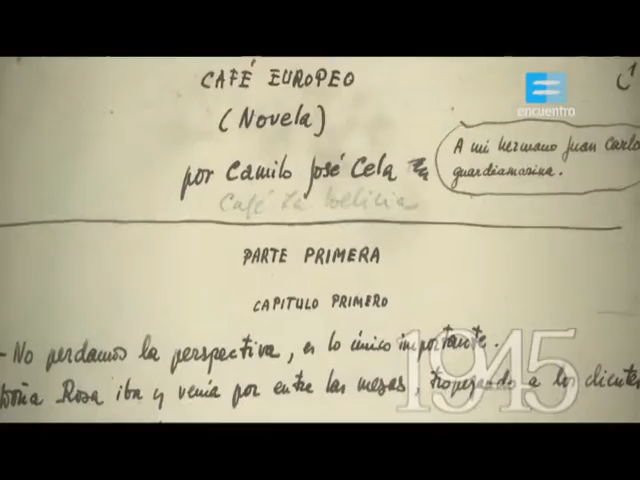 CAFÉ EUROPEO
encuentro
(Novela)
A mi hermano Juan Carlo
guardiamarina.
por Camilo José Cela
Café La
PARTE PRIMERA
CAPITULO PRIMERO
-No perdamos la perspectiva, es lo único importante.
Doña Rosa iba y venía por entre las mesas, tropezando a los clientes
1945